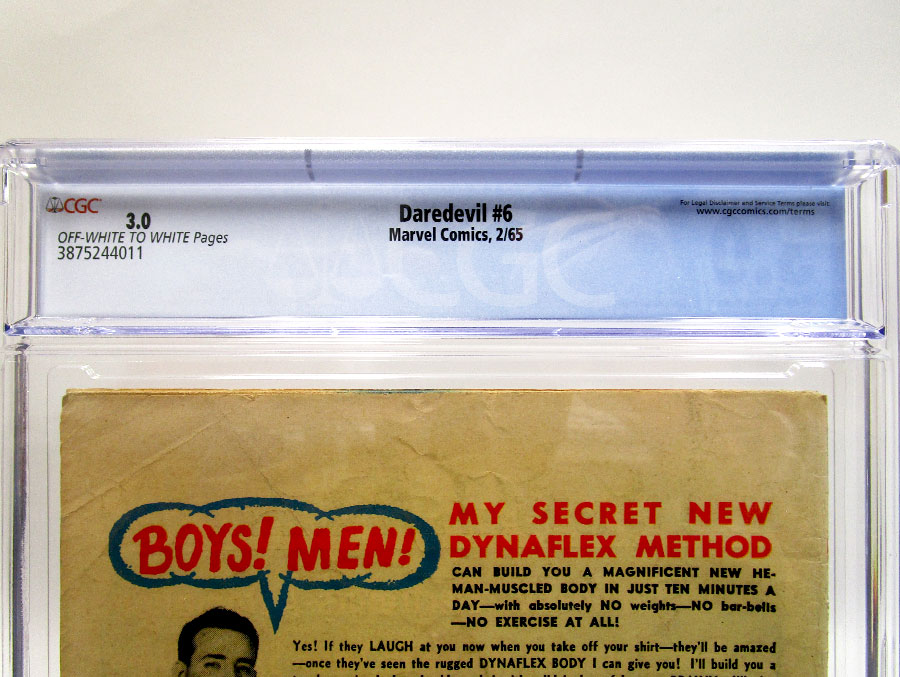 CGC
3.0
OFF-WHITE TO WHITE Pages
3875244011
Daredevil #6
Marvel Comics, 2/65
For Legal Disclaimer and Service Terms please visit
www.cgccomics.com/terms
CGC
BOYS! MEN!
MY SECRET NEW
DYNAFLEX METHOD
CAN BUILD YOU A MAGNIFICENT NEW HE-
MAN-MUSCLED BODY IN JUST TEN MINUTES A
DAY—with absolutely NO weights—NO bar-bells
—NO EXERCISE AT ALL!
Yes! If they LAUGH at you now when you take off your shirt—they'll be amazed
—once they've seen the rugged DYNAFLEX BODY I can give you! I'll build you a